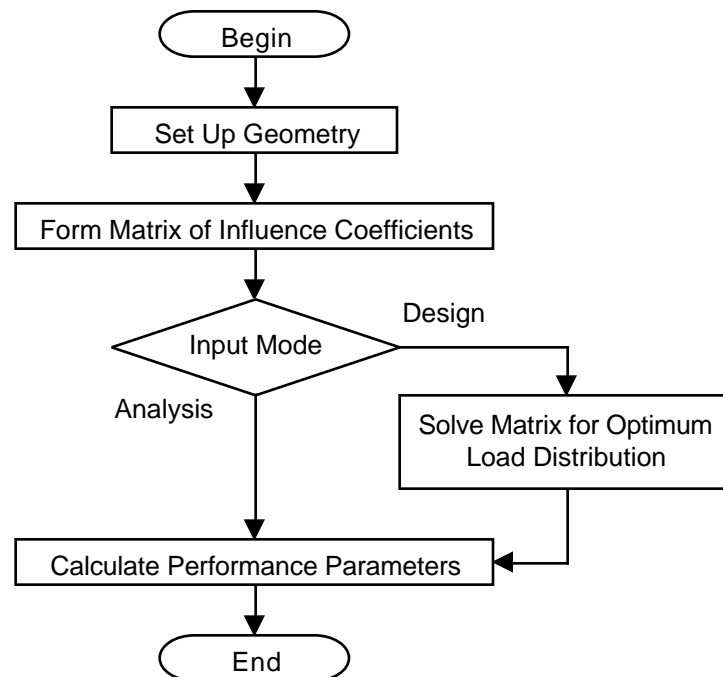 Begin
Set Up Geometry
Form Matrix of Influence Coefficients
Input Mode
Design
Analysis
Solve Matrix for Optimum
Load Distribution
Calculate Performance Parameters
End